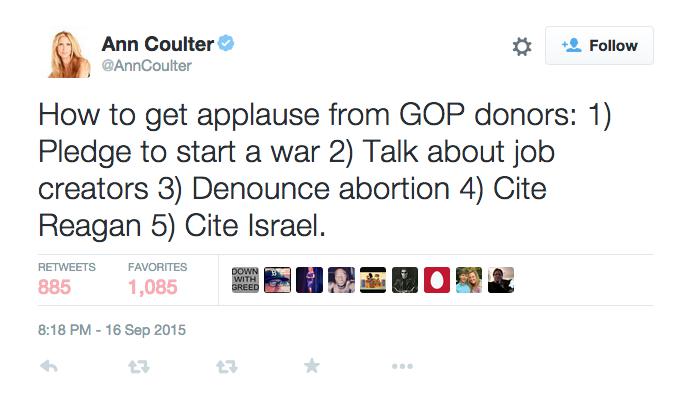 Ann Coulter
@AnnCoulter
Follow
How to get applause from GOP donors: 1)
Pledge to start a war 2) Talk about job
creators 3) Denounce abortion 4) Cite
Reagan 5) Cite Israel.
RETWEETS FAVORITES
885 1,085
DOWN
WITH
GREED
8:18 PM - 16 Sep 2015